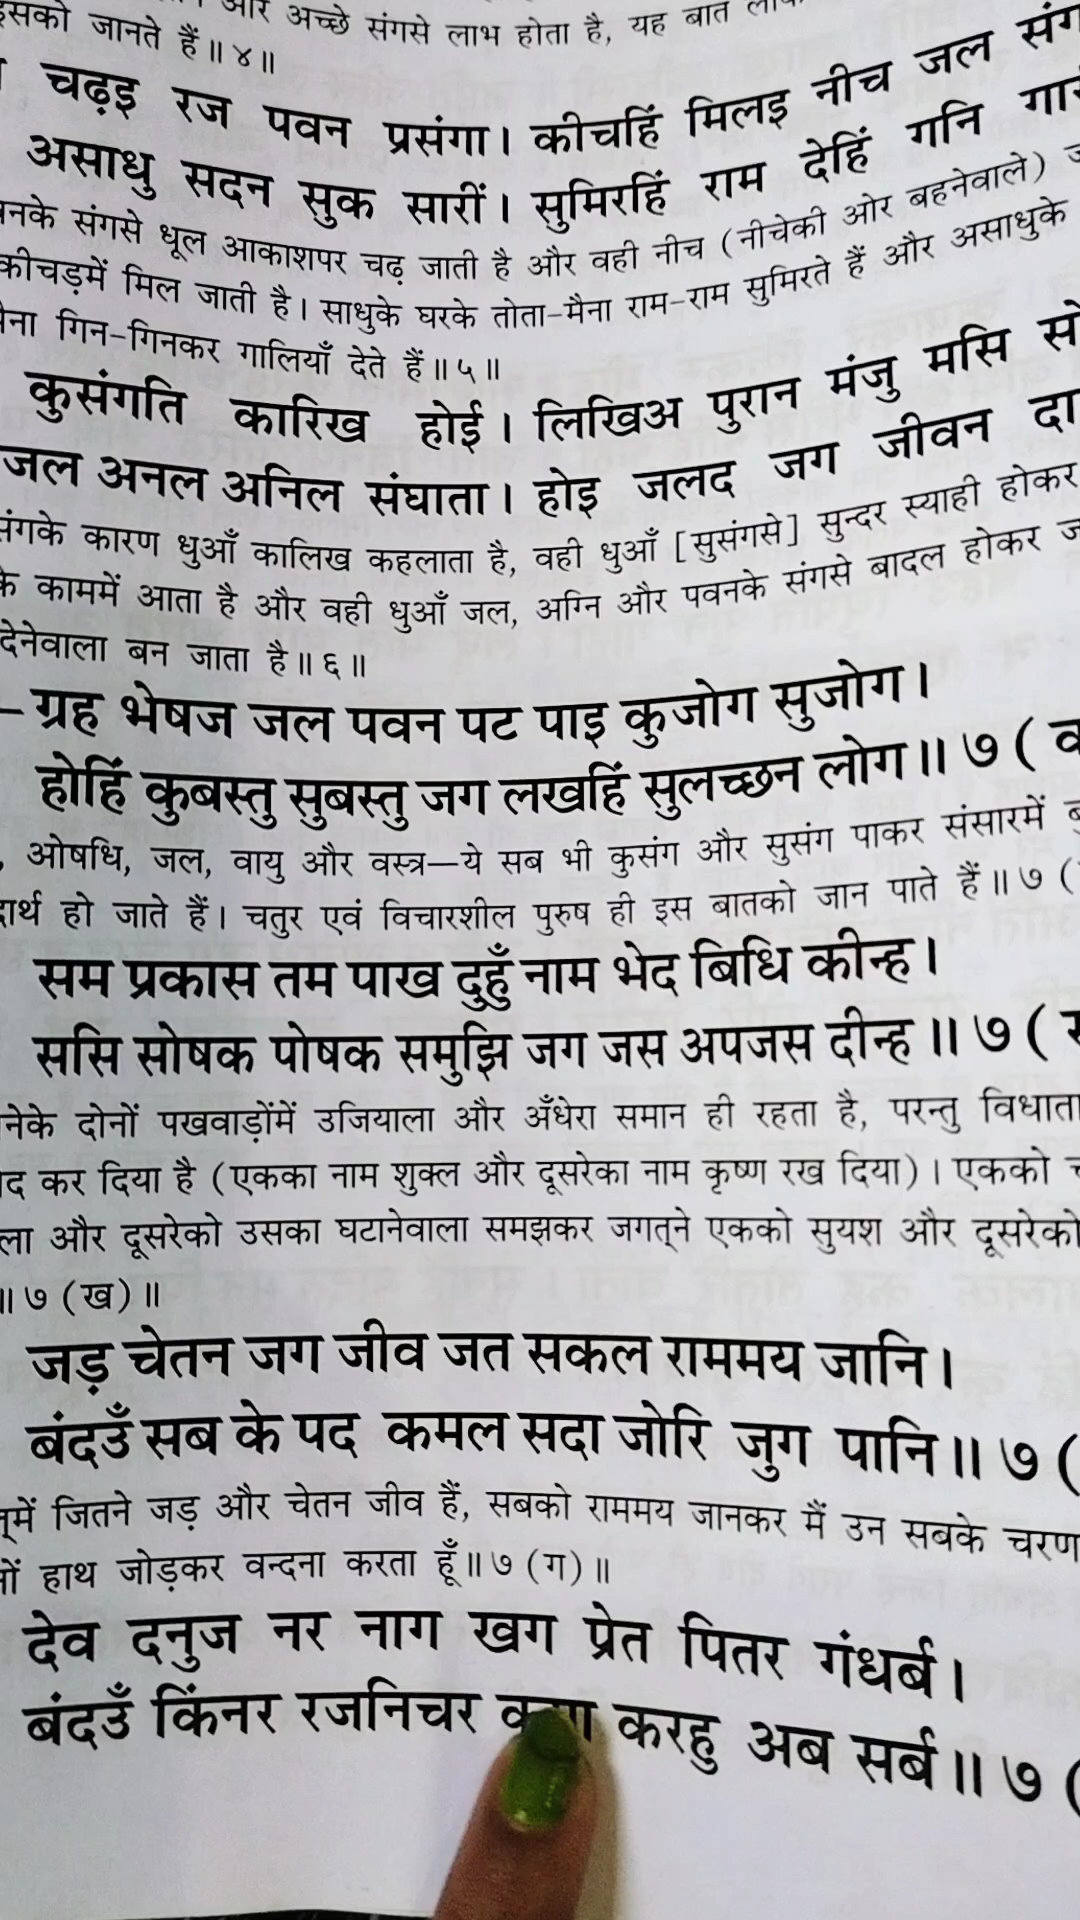 और अच्छे संगसे लाभ होता है, यह बात
इसको जानते हैं॥४॥
चढ़इ रज पवन प्रसंगा। कीचहिं मिलइ नीच जल संग
असाधु सदन सुक सारीं। सुमिरहिं राम देहिं गनि
नके संगसे धूल आकाशपर चढ़ जाती है और वही नीच (नीचेकी ओर बहनेवाले)
कीचड़में मिल जाती है। साधुके घरके तोता-मैना राम-राम सुमिरते हैं और असाधुके
ना गिन-गिनकर गालियाँ देते हैं॥५॥
कुसंगति कारिख होई। लिखिअ पुरान मंजु मसि
जल अनल अनिल संघाता। होइ जलद जग जीवन दा
संगके कारण धुआँ कालिख कहलाता है, वही धुआँ [सुसंगसे] सुन्दर स्याही होकर
के काममें आता है और वही धुआँ जल, अग्नि और पवनके संगसे बादल होकर
देनेवाला बन जाता है॥६॥
–ग्रह भेषज जल पवन पट पाइ कुजोग सुजोग।
होहिं कुबस्तु सुबस्तु जग लखहिं सुलच्छन लोग॥७(
, ओषधि, जल, वायु और वस्त्र—ये सब भी कुसंग और सुसंग पाकर संसारमें
दार्थ हो जाते हैं। चतुर एवं विचारशील पुरुष ही इस बातको जान पाते हैं॥७(
सम प्रकास तम पाख दुहुँ नाम भेद बिधि कीन्ह।
ससि सोषक पोषक समुझि जग जस अपजस दीन्ह॥७(
नेके दोनों पखवाड़ोंमें उजियाला और अँधेरा समान ही रहता है, परन्तु विधाता
द कर दिया है (एकका नाम शुक्ल और दूसरेका नाम कृष्ण रख दिया)। एकको
ला और दूसरेको उसका घटानेवाला समझकर जगत्‌ने एकको सुयश और दूसरेको
॥७(ख)॥
जड़ चेतन जग जीव जत सकल राममय जानि।
बंदउँ सब के पद कमल सदा जोरि जुग पानि॥७(
में जितने जड़ और चेतन जीव हैं, सबको राममय जानकर मैं उन सबके चरण
नों हाथ जोड़कर वन्दना करता हूँ॥७(ग)॥
देव दनुज नर नाग खग प्रेत पितर गंधर्ब।
बंदउँ किंनर रजनिचर करहु अब सर्ब॥७(